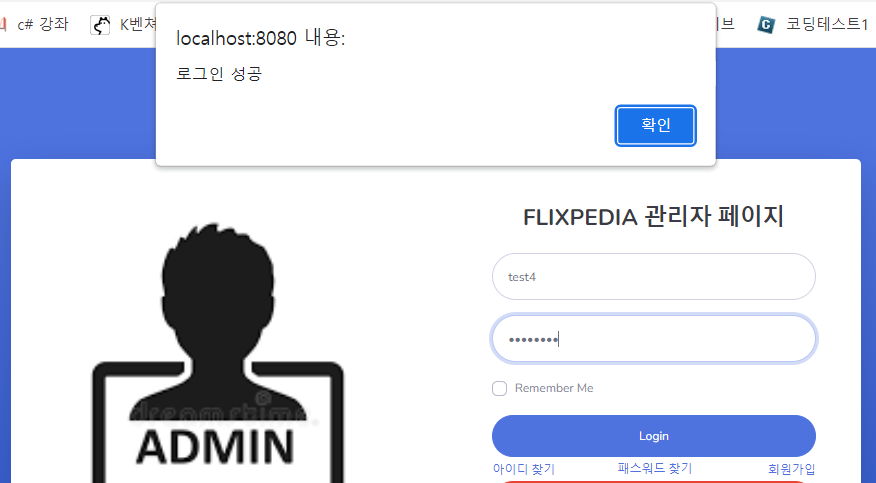 c# 강좌
K벤쳐
브
코딩테스트1
localhost:8080 내용:
로그인 성공
확인
FLIXPEDIA 관리자 페이지
test4
••••••••
Remember Me
Login
아이디 찾기 패스워드 찾기 회원가입
dreamstime
ADMIN